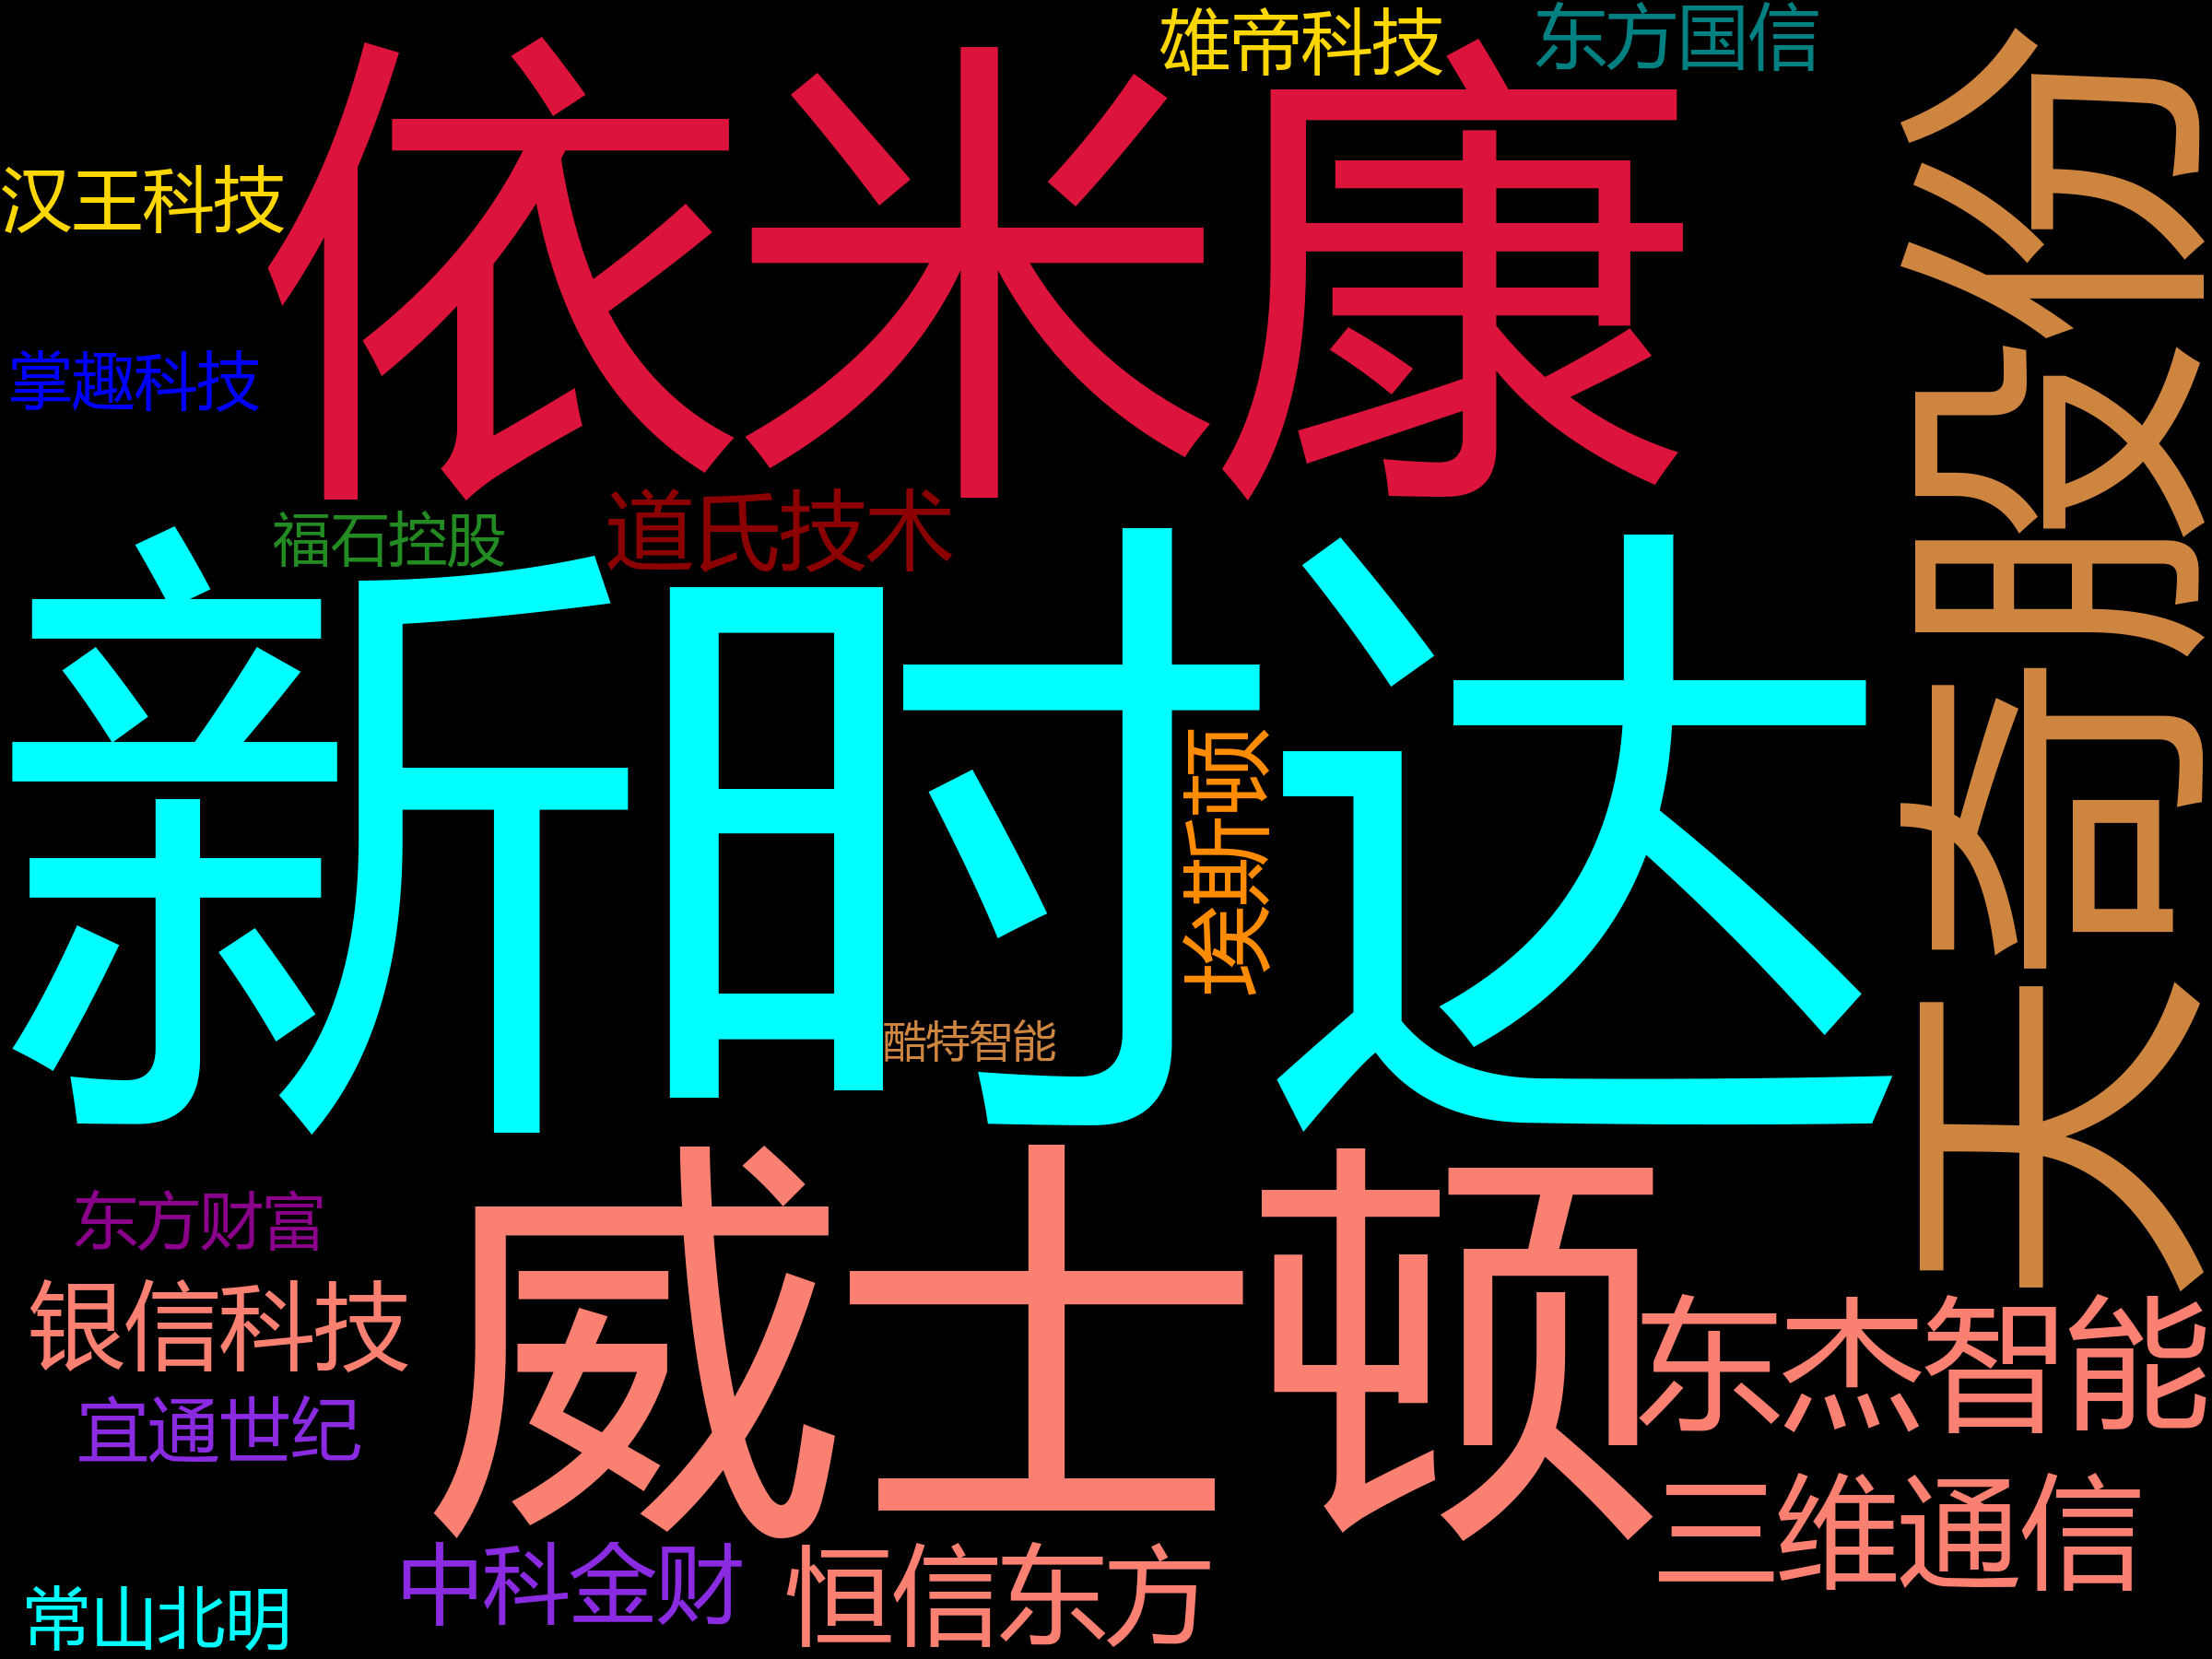 雄帝科技
东方国信
依米康
汉王科技
掌趣科技
天奇股份
福石控股
道氏技术
新时达
埃斯顿
酷特智能
威士顿
东方财富
银信科技
东杰智能
宜通世纪
三维通信
中科金财
恒信东方
常山北明